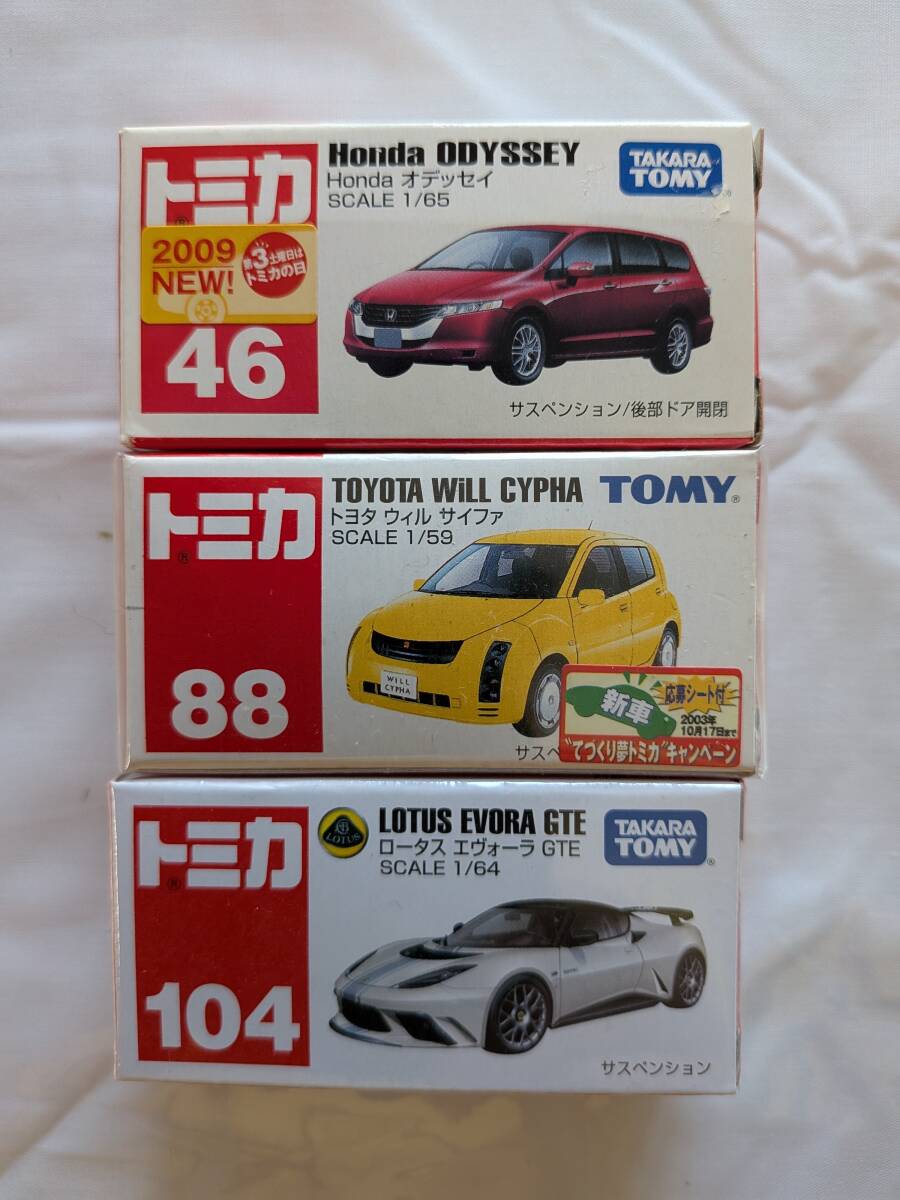 トミカ
®
2009
NEW!
第3土曜日は
トミカの日
46
Honda ODYSSEY
Honda オデッセイ
SCALE 1/65
TAKARA
TOMY
サスペンション/後部ドア開閉
トミカ
®
88
TOYOTA WiLL CYPHA
トヨタ ウィル サイファ
SCALE 1/59
TOMY®
WiLL
CYPHA
サスペ
新車
応募シート付
2003年
10月17日まで
"てづくり夢トミカ"キャンペーン
トミカ
®
104
LOTUS
LOTUS EVORA GTE
ロータス エヴォーラ GTE
SCALE 1/64
TAKARA
TOMY®
サスペンション